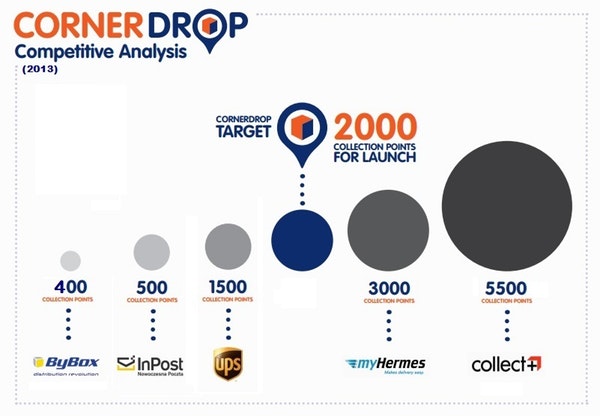 CORNERDROP
Competitive Analysis
(2013)
CORNERDROP
TARGET
2000
COLLECTION POINTS
FOR LAUNCH
400
COLLECTION POINTS
500
COLLECTION POINTS
1500
COLLECTION POINTS
3000
COLLECTION POINTS
5500
COLLECTION POINTS
ByBox
distribution revolution
InPost
Nowoczesna Poczta
ups
myHermes
Makes delivery easy
collect+